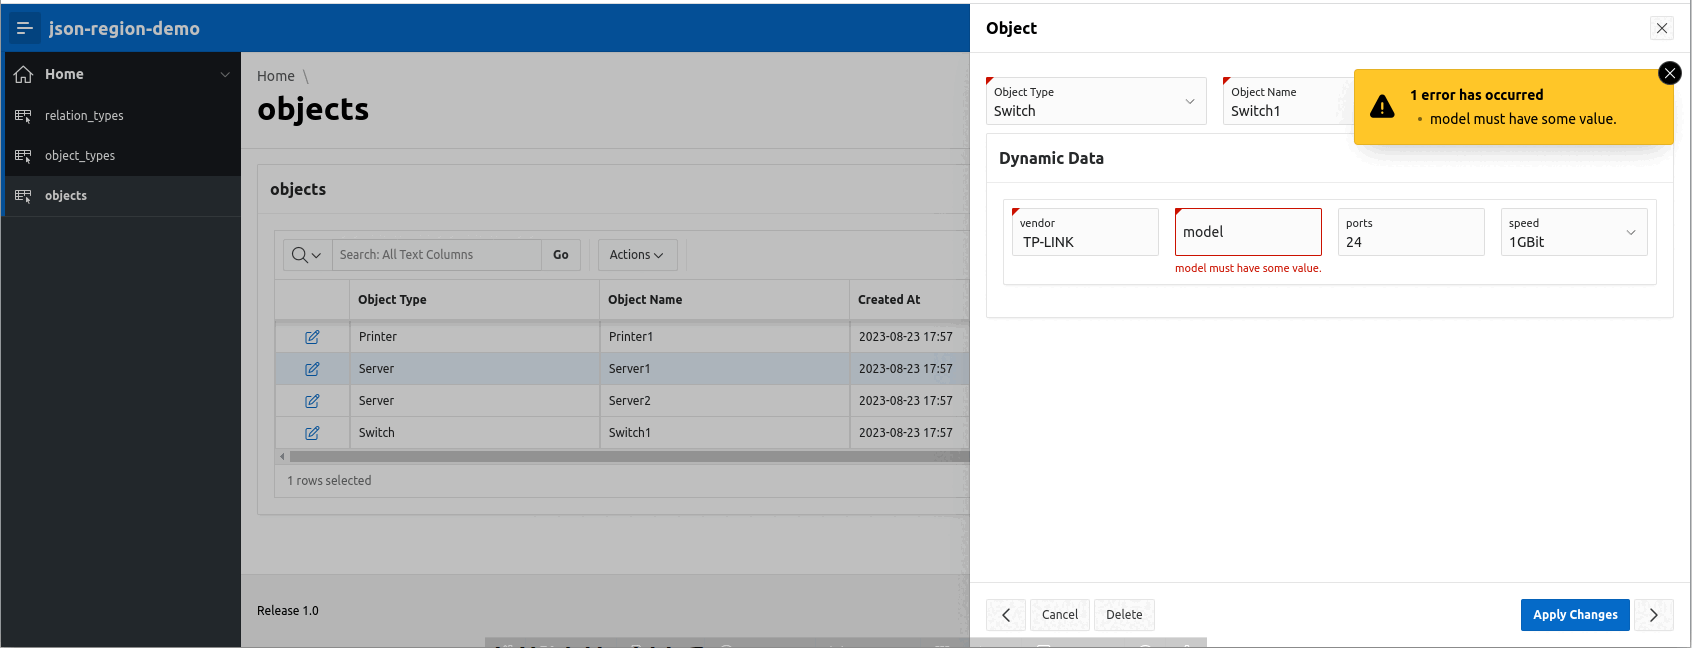 json-region-demo
Home
relation_types
object_types
objects
Home \
objects
objects
Search: All Text Columns
Go
Actions
Object Type Object Name Created At
Printer Printer1 2023-08-23 17:57
Server Server1 2023-08-23 17:57
Server Server2 2023-08-23 17:57
Switch Switch1 2023-08-23 17:57
1 rows selected
Release 1.0
Object
Object Type
Switch
Object Name
Switch1
1 error has occurred
• model must have some value.
Dynamic Data
vendor
TP-LINK
model
model must have some value.
ports
24
speed
1GBit
Cancel
Delete
Apply Changes